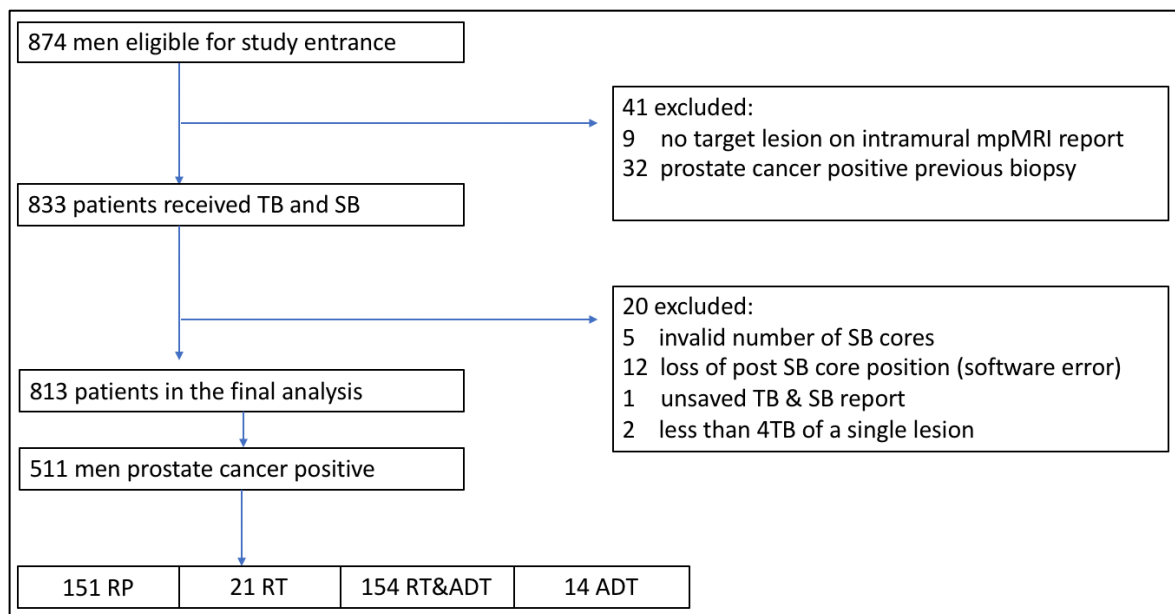 874 men eligible for study entrance
41 excluded:
9 no target lesion on intramural mpMRI report
32 prostate cancer positive previous biopsy
833 patients received TB and SB
20 excluded:
5 invalid number of SB cores
12 loss of post SB core position (software error)
1 unsaved TB & SB report
2 less than 4TB of a single lesion
813 patients in the final analysis
511 men prostate cancer positive
151 RP 21 RT 154 RT&ADT 14 ADT